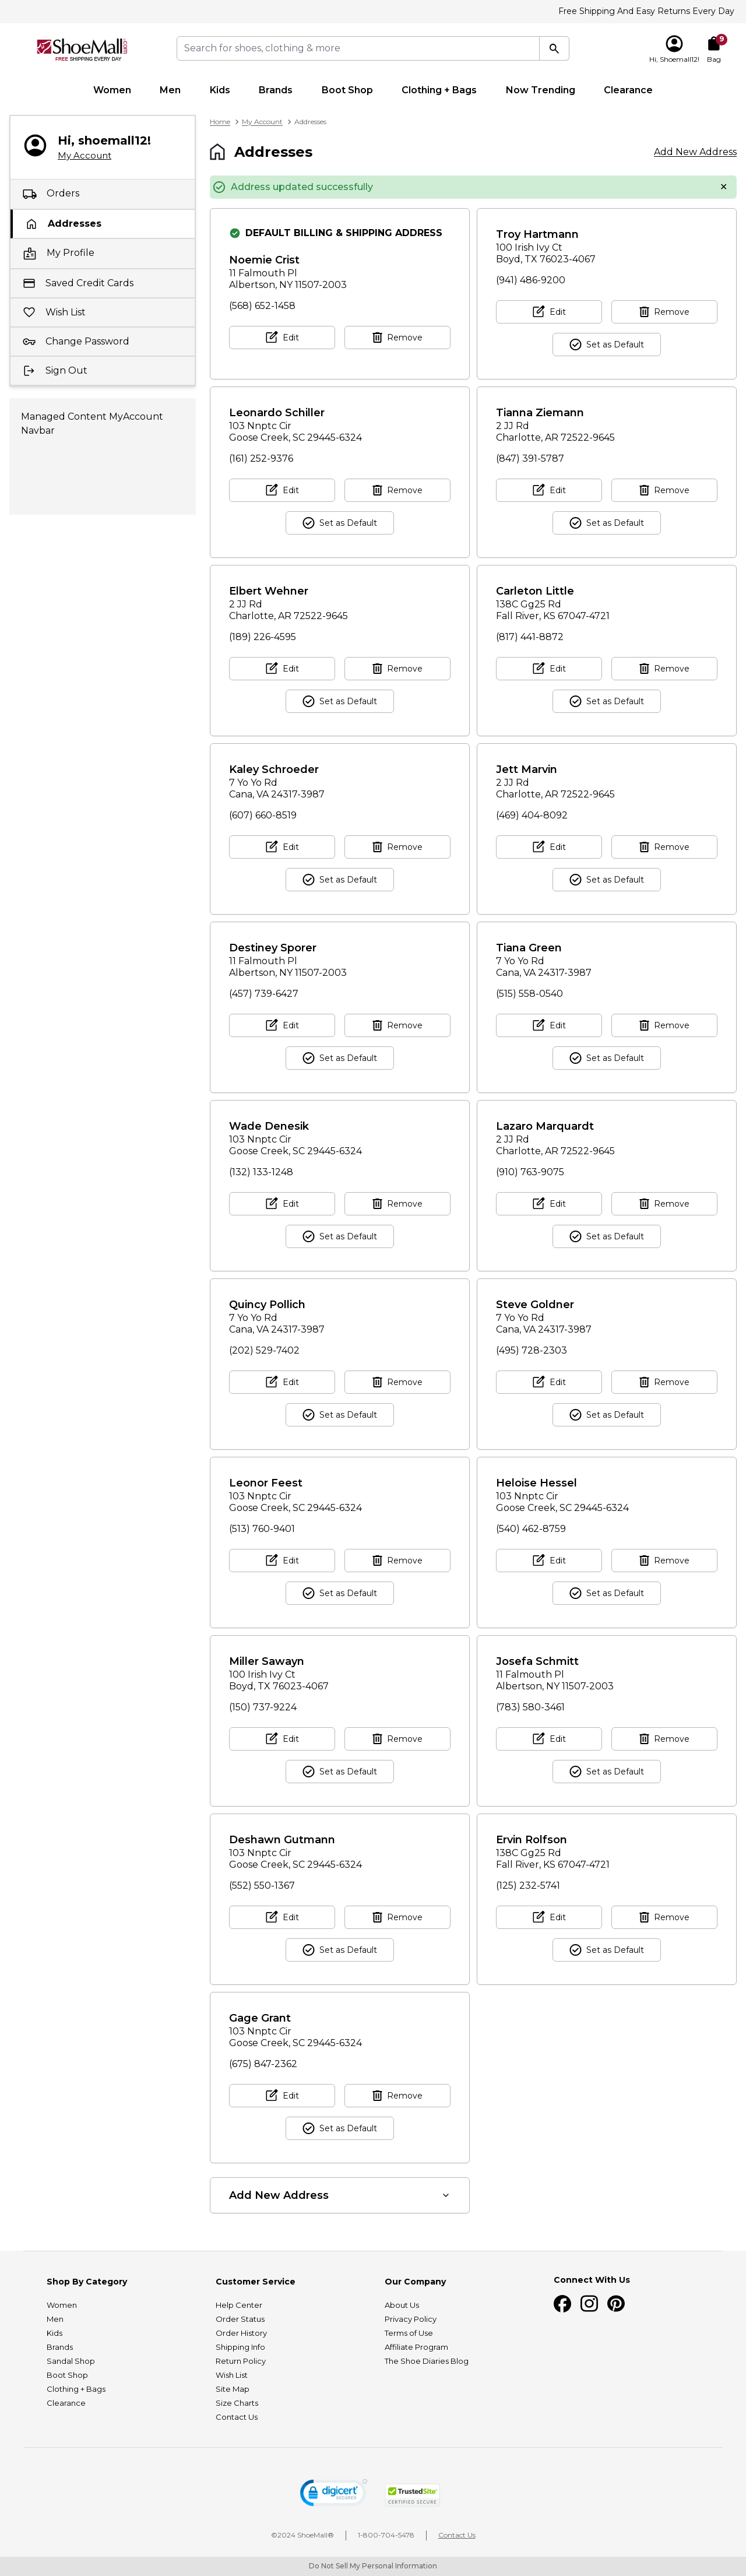 Free Shipping And Easy Returns Every Day
ShoeMall.com
FREE SHIPPING EVERY DAY
Search for shoes, clothing & more
Hi, Shoemall12!
9
Bag
Women Men Kids Brands Boot Shop Clothing + Bags Now Trending Clearance
Hi, shoemall12!
My Account
Orders
Addresses
My Profile
Saved Credit Cards
Wish List
Change Password
Sign Out
Managed Content MyAccount
Navbar
Home > My Account > Addresses
Addresses
Add New Address
Address updated successfully
DEFAULT BILLING & SHIPPING ADDRESS
Noemie Crist
11 Falmouth Pl
Albertson, NY 11507-2003
(568) 652-1458
Edit Remove
Troy Hartmann
100 Irish Ivy Ct
Boyd, TX 76023-4067
(941) 486-9200
Edit Remove
Set as Default
Leonardo Schiller
103 Nnptc Cir
Goose Creek, SC 29445-6324
(161) 252-9376
Edit Remove
Set as Default
Tianna Ziemann
2 JJ Rd
Charlotte, AR 72522-9645
(847) 391-5787
Edit Remove
Set as Default
Elbert Wehner
2 JJ Rd
Charlotte, AR 72522-9645
(189) 226-4595
Edit Remove
Set as Default
Carleton Little
138C Gg25 Rd
Fall River, KS 67047-4721
(817) 441-8872
Edit Remove
Set as Default
Kaley Schroeder
7 Yo Yo Rd
Cana, VA 24317-3987
(607) 660-8519
Edit Remove
Set as Default
Jett Marvin
2 JJ Rd
Charlotte, AR 72522-9645
(469) 404-8092
Edit Remove
Set as Default
Destiney Sporer
11 Falmouth Pl
Albertson, NY 11507-2003
(457) 739-6427
Edit Remove
Set as Default
Tiana Green
7 Yo Yo Rd
Cana, VA 24317-3987
(515) 558-0540
Edit Remove
Set as Default
Wade Denesik
103 Nnptc Cir
Goose Creek, SC 29445-6324
(132) 133-1248
Edit Remove
Set as Default
Lazaro Marquardt
2 JJ Rd
Charlotte, AR 72522-9645
(910) 763-9075
Edit Remove
Set as Default
Quincy Pollich
7 Yo Yo Rd
Cana, VA 24317-3987
(202) 529-7402
Edit Remove
Set as Default
Steve Goldner
7 Yo Yo Rd
Cana, VA 24317-3987
(495) 728-2303
Edit Remove
Set as Default
Leonor Feest
103 Nnptc Cir
Goose Creek, SC 29445-6324
(513) 760-9401
Edit Remove
Set as Default
Heloise Hessel
103 Nnptc Cir
Goose Creek, SC 29445-6324
(540) 462-8759
Edit Remove
Set as Default
Miller Sawayn
100 Irish Ivy Ct
Boyd, TX 76023-4067
(150) 737-9224
Edit Remove
Set as Default
Josefa Schmitt
11 Falmouth Pl
Albertson, NY 11507-2003
(783) 580-3461
Edit Remove
Set as Default
Deshawn Gutmann
103 Nnptc Cir
Goose Creek, SC 29445-6324
(552) 550-1367
Edit Remove
Set as Default
Ervin Rolfson
138C Gg25 Rd
Fall River, KS 67047-4721
(125) 232-5741
Edit Remove
Set as Default
Gage Grant
103 Nnptc Cir
Goose Creek, SC 29445-6324
(675) 847-2362
Edit Remove
Set as Default
Add New Address
Shop By Category
Women
Men
Kids
Brands
Sandal Shop
Boot Shop
Clothing + Bags
Clearance
Customer Service
Help Center
Order Status
Order History
Shipping Info
Return Policy
Wish List
Site Map
Size Charts
Contact Us
Our Company
About Us
Privacy Policy
Terms of Use
Affiliate Program
The Shoe Diaries Blog
Connect With Us
digicert
SECURED
TrustedSite
CERTIFIED SECURE
©2024 ShoeMall® | 1-800-704-5478 | Contact Us
Do Not Sell My Personal Information